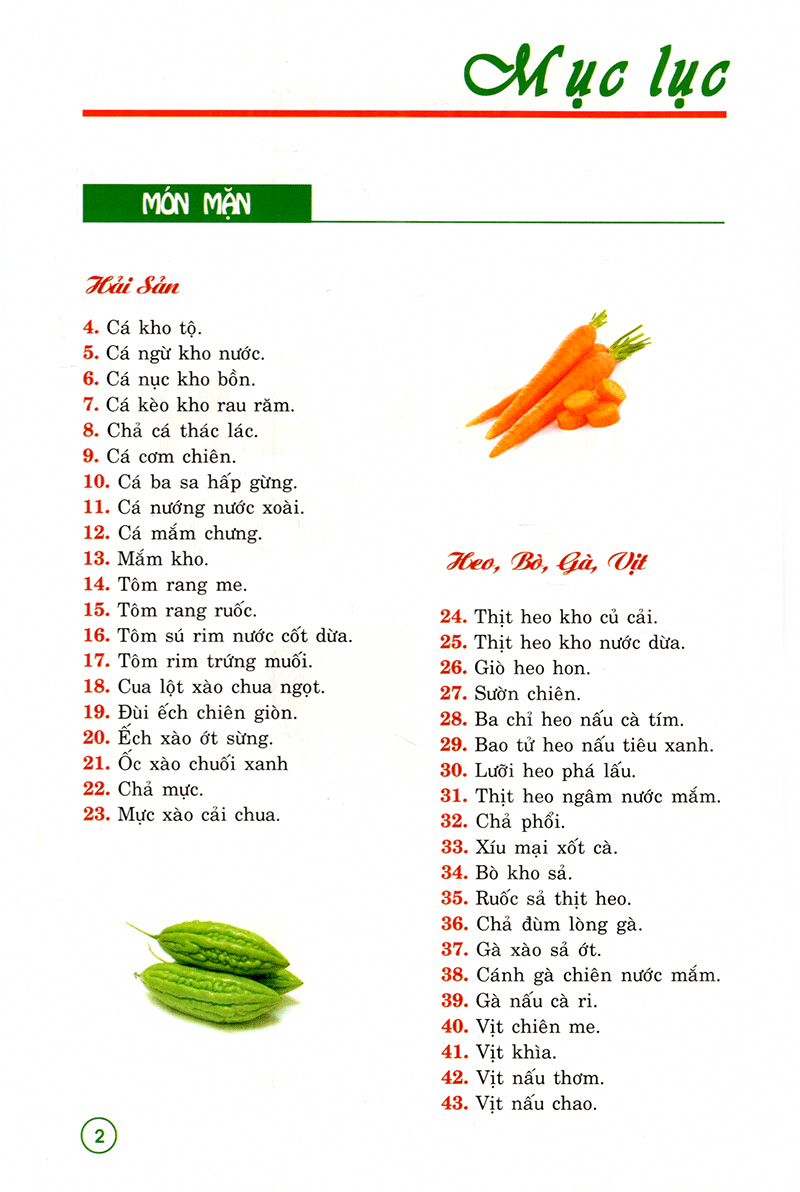 Mục lục
MÓN MẶN
Hải Sản
4. Cá kho tộ.
5. Cá ngừ kho nước.
6. Cá nục kho bồn.
7. Cá kèo kho rau răm.
8. Chả cá thác lác.
9. Cá cơm chiên.
10. Cá ba sa hấp gừng.
11. Cá nướng nước xoài.
12. Cá mắm chưng.
13. Mắm kho.
14. Tôm rang me.
15. Tôm rang ruốc.
16. Tôm sú rim nước cốt dừa.
17. Tôm rim trứng muối.
18. Cua lột xào chua ngọt.
19. Đùi ếch chiên giòn.
20. Ếch xào ớt sừng.
21. Ốc xào chuối xanh
22. Chả mực.
23. Mực xào cải chua.
Heo, Bò, Gà, Vịt
24. Thịt heo kho củ cải.
25. Thịt heo kho nước dừa.
26. Giò heo hon.
27. Sườn chiên.
28. Ba chỉ heo nấu cà tím.
29. Bao tử heo nấu tiêu xanh.
30. Lưỡi heo phá lấu.
31. Thịt heo ngâm nước mắm.
32. Chả phổi.
33. Xíu mại xốt cà.
34. Bò kho sả.
35. Ruốc sả thịt heo.
36. Chả đùm lòng gà.
37. Gà xào sả ớt.
38. Cánh gà chiên nước mắm.
39. Gà nấu cà ri.
40. Vịt chiên me.
41. Vịt khìa.
42. Vịt nấu thơm.
43. Vịt nấu chao.
2